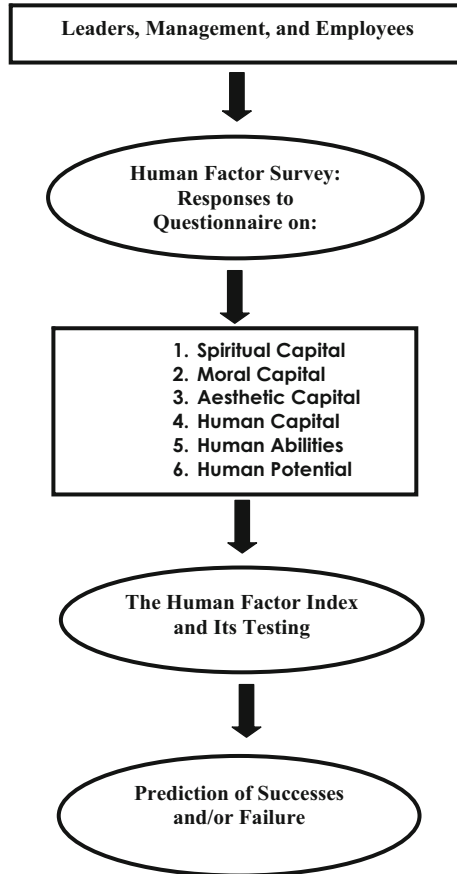 Leaders, Management, and Employees
Human Factor Survey:
Responses to
Questionnaire on:
1. Spiritual Capital
2. Moral Capital
3. Aesthetic Capital
4. Human Capital
5. Human Abilities
6. Human Potential
The Human Factor Index
and Its Testing
Prediction of Successes
and/or Failure